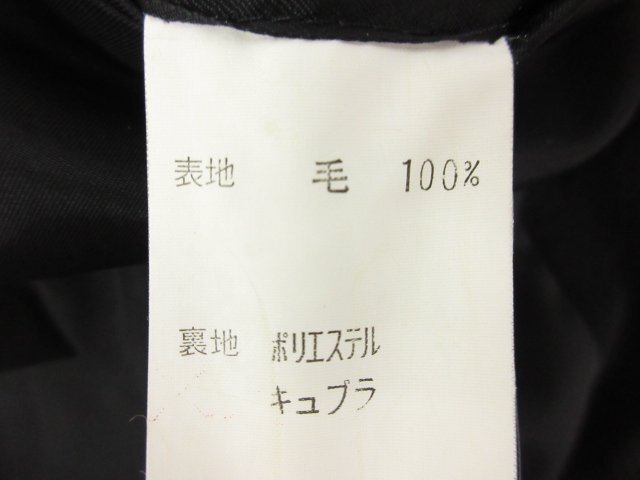 表地 毛 100%
裏地 ポリエステル
キュプラ